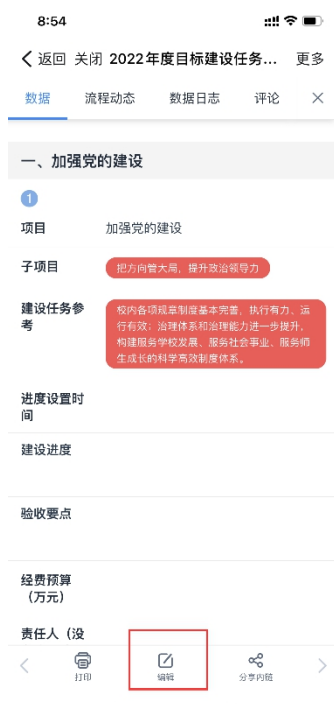 8:54
返回 关闭 2022年度目标建设任务... 更多
数据 流程动态 数据日志 评论
一、加强党的建设
1
项目 加强党的建设
子项目 把方向管大局，提升政治领导力
建设任务参
考
校内各项规章制度基本完善，执行有力、运
行有效；治理体系和治理能力进一步提升，
构建服务学校发展、服务社会事业、服务师
生成长的科学高效制度体系。
进度设置时
间
建设进度
验收要点
经费预算
（万元）
责任人（没
打印 编辑 分享内链